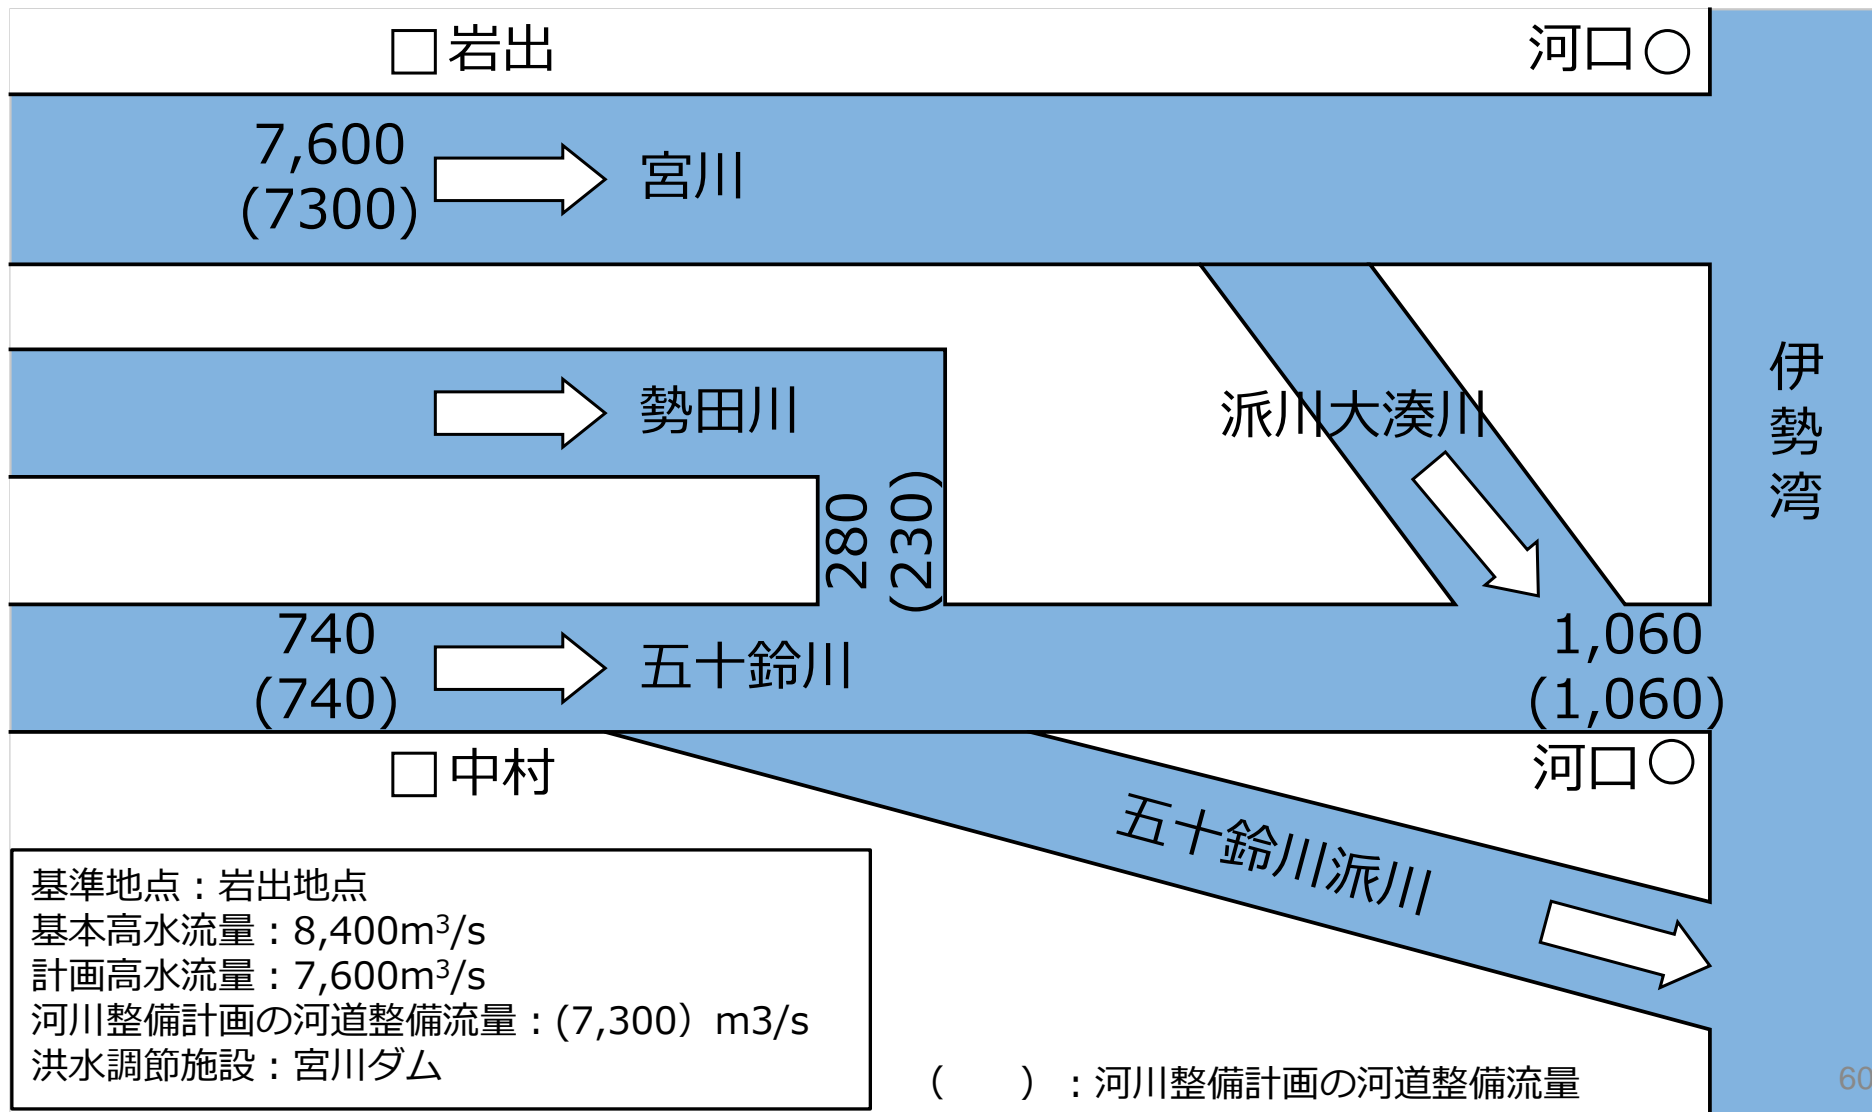 □岩出
河口○
7,600
(7300)
宮川
勢田川
派川大湊川
伊勢湾
280
(230)
740
(740)
五十鈴川
1,060
(1,060)
□中村
河口○
五十鈴川派川
基準地点：岩出地点
基本高水流量：8,400m³/s
計画高水流量：7,600m³/s
河川整備計画の河道整備流量：(7,300）m3/s
洪水調節施設：宮川ダム
（　　）：河川整備計画の河道整備流量
60